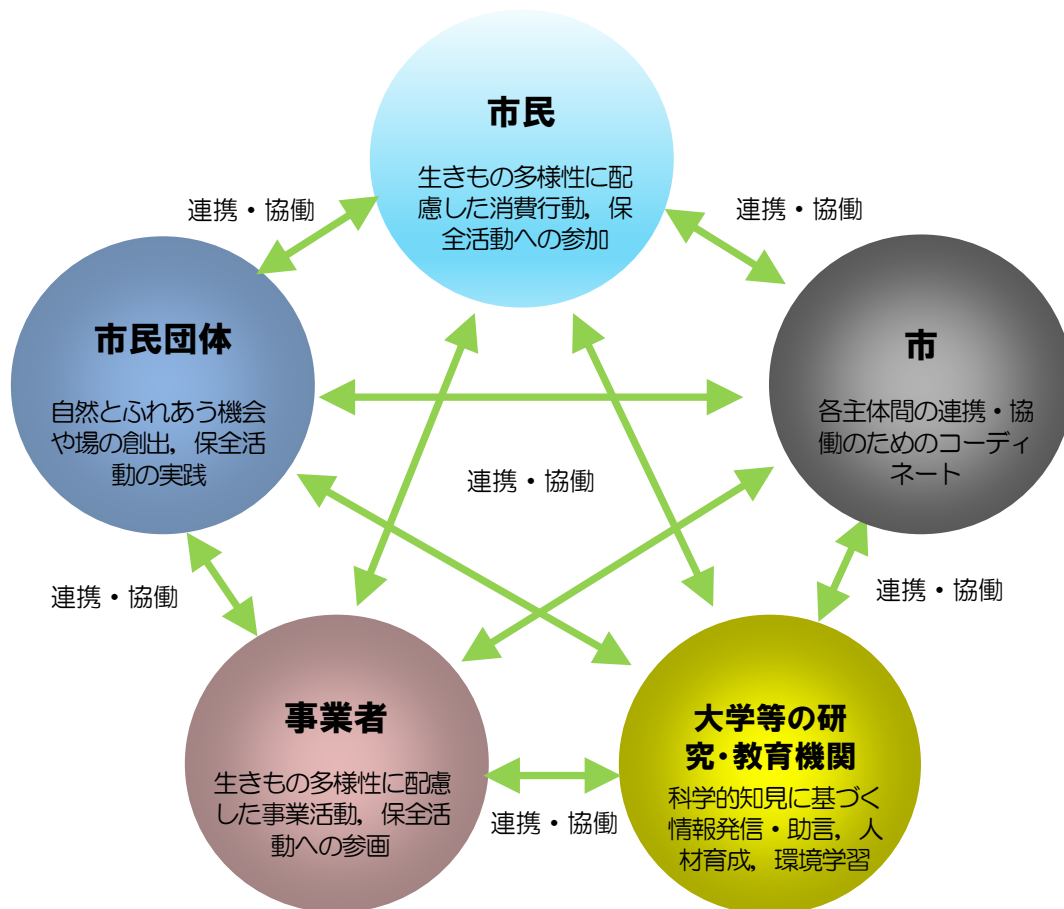 市民
生きもの多様性に配
慮した消費行動，保
全活動への参加
連携・協働
連携・協働
市民団体
自然とふれあう機会
や場の創出，保全活
動の実践
市
各主体間の連携・協
働のためのコーディ
ネート
連携・協働
連携・協働
連携・協働
事業者
生きもの多様性に配慮
した事業活動，保全活
動への参画
大学等の研
究・教育機関
科学的知見に基づく
情報発信・助言，人
材育成，環境学習
連携・協働